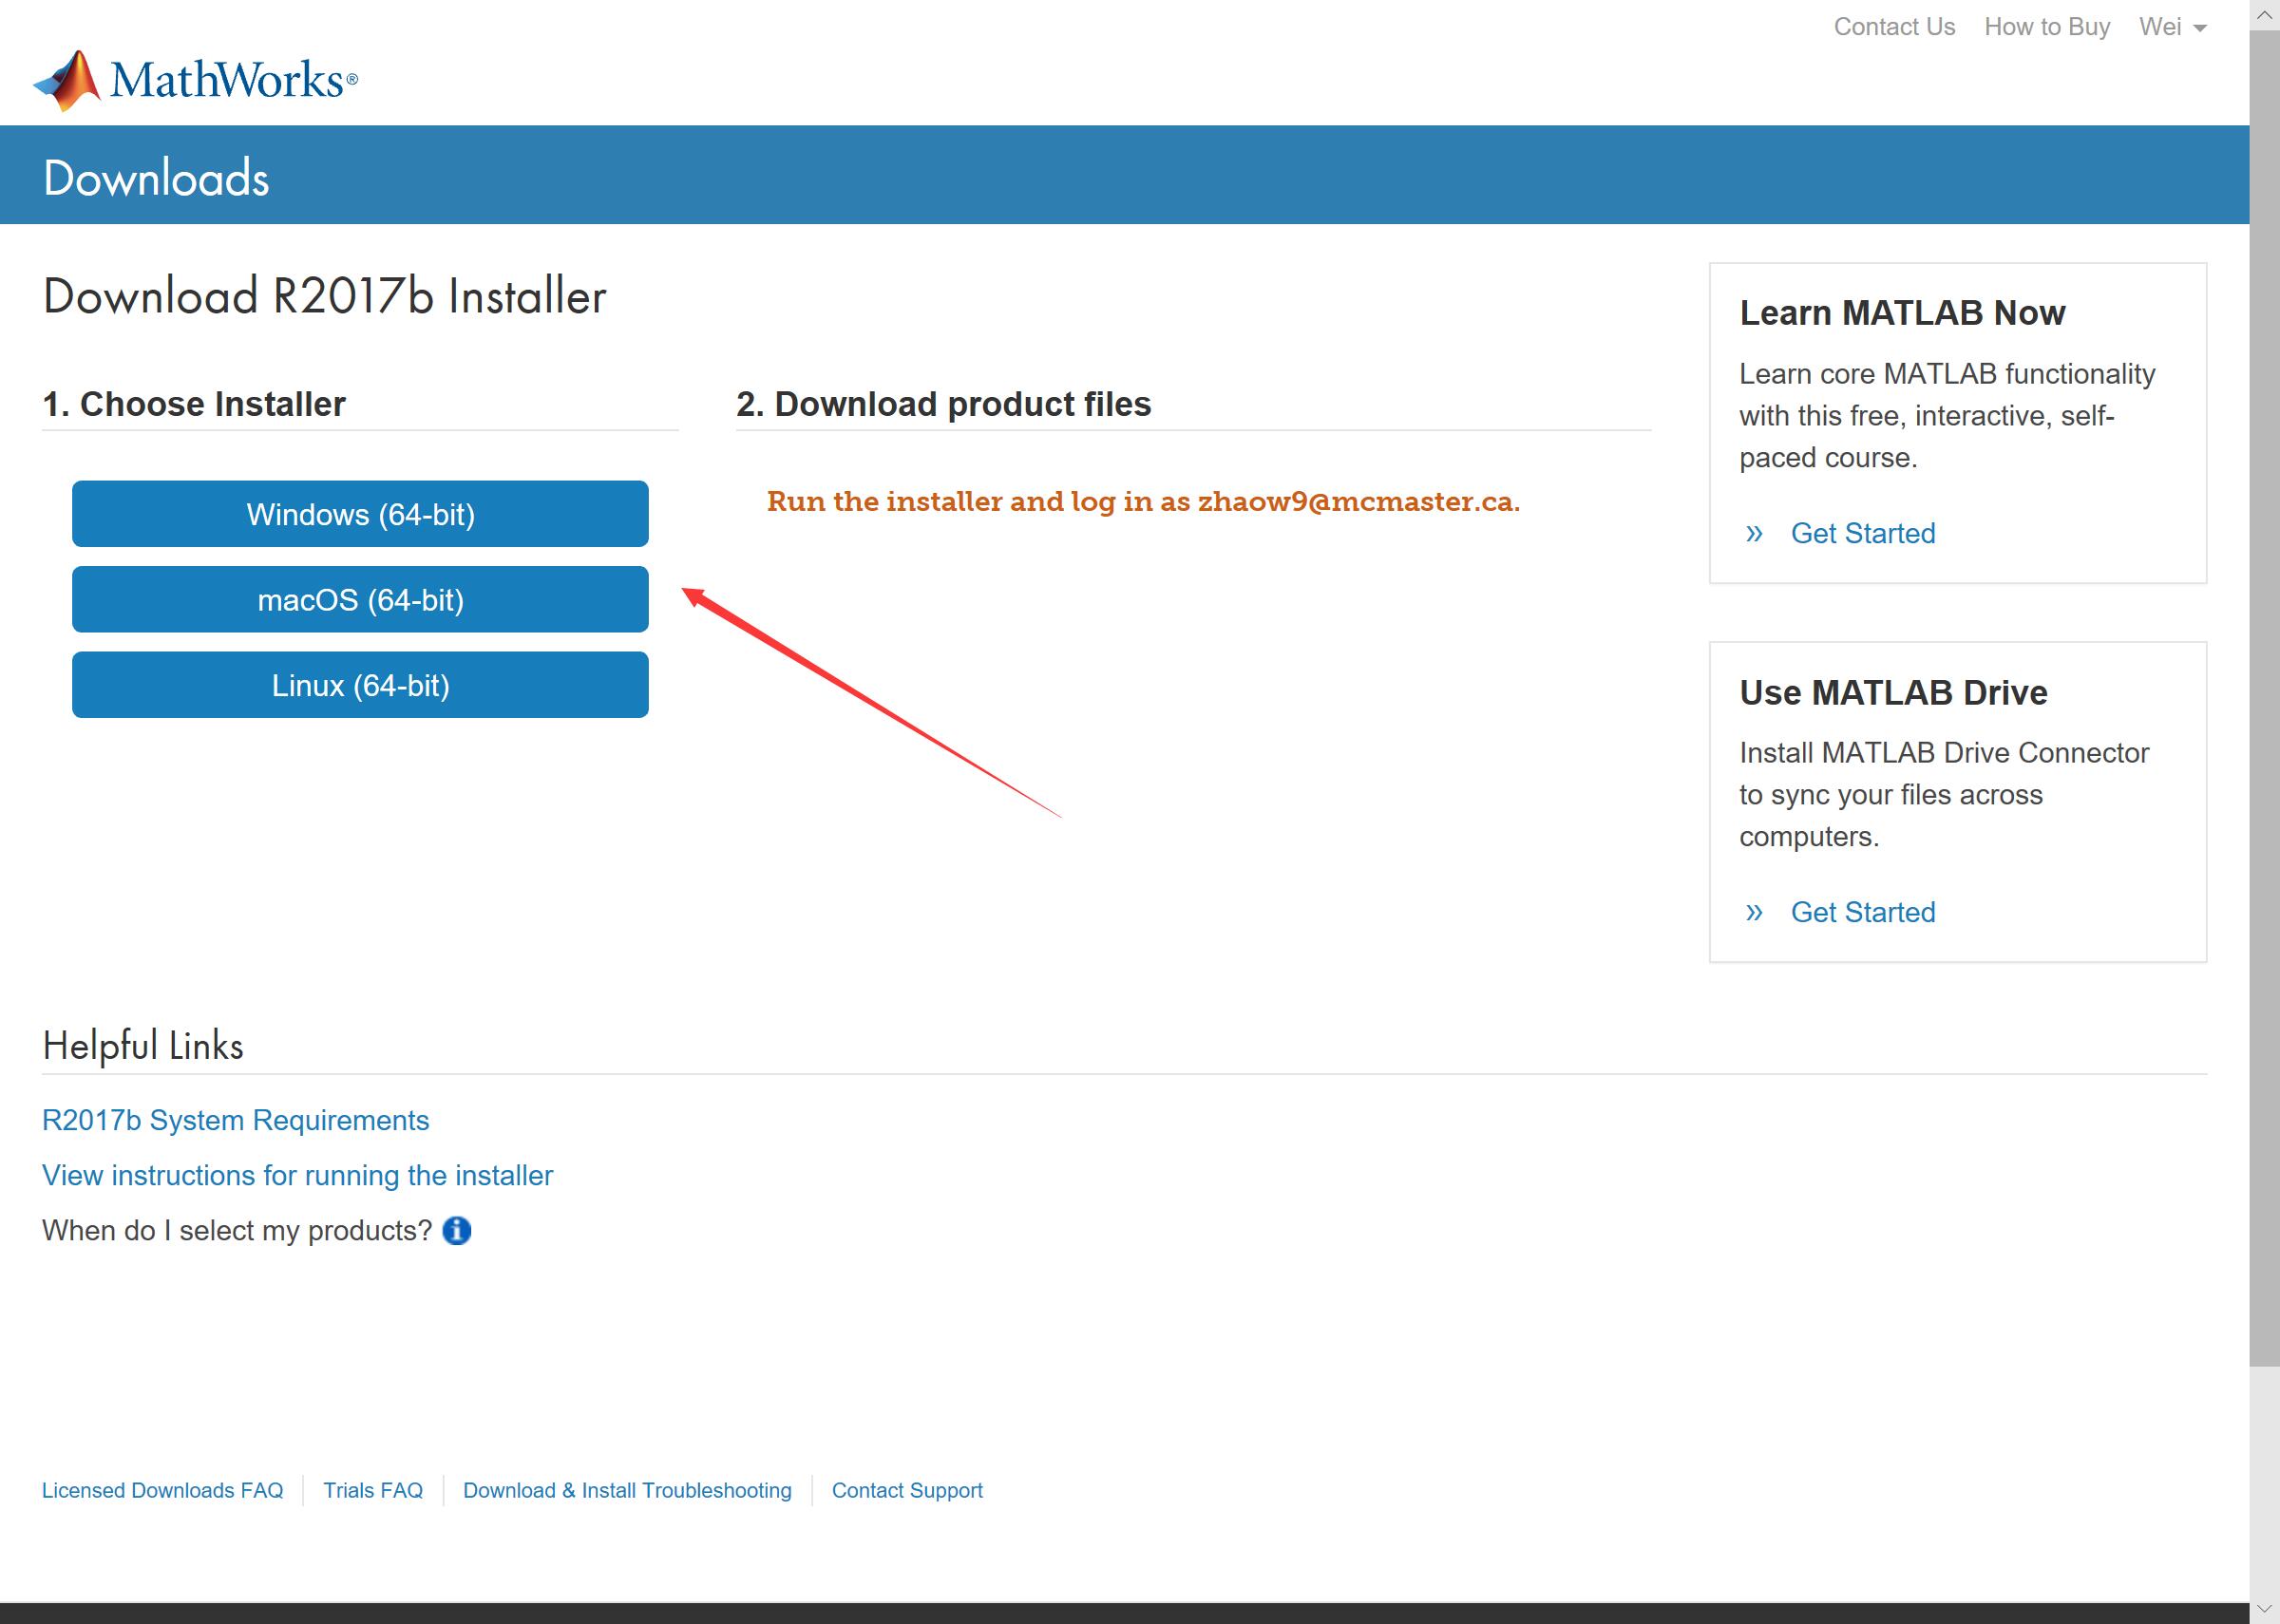 Contact Us How to Buy Wei
MathWorks®
Downloads
Download R2017b Installer
1. Choose Installer
Windows (64-bit)
macOS (64-bit)
Linux (64-bit)
2. Download product files
Run the installer and log in as zhaow9@mcmaster.ca.
Learn MATLAB Now
Learn core MATLAB functionality
with this free, interactive, self-
paced course.
» Get Started
Use MATLAB Drive
Install MATLAB Drive Connector
to sync your files across
computers.
» Get Started
Helpful Links
R2017b System Requirements
View instructions for running the installer
When do I select my products? i
Licensed Downloads FAQ Trials FAQ Download & Install Troubleshooting Contact Support